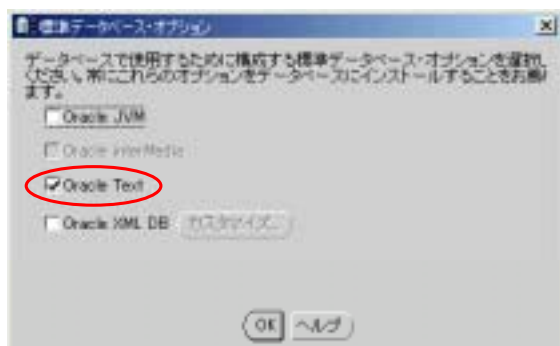 標準データベース・オプション
データベースで使用するために構成する標準データベース・オプションを選択し
ください。常にこれらのオプションをデータベースにインストールすることをお薦め
ます。
Oracle JVM
Oracle interMedia
Oracle Text
Oracle XML DB カスタマイズ...
OK ヘルプ